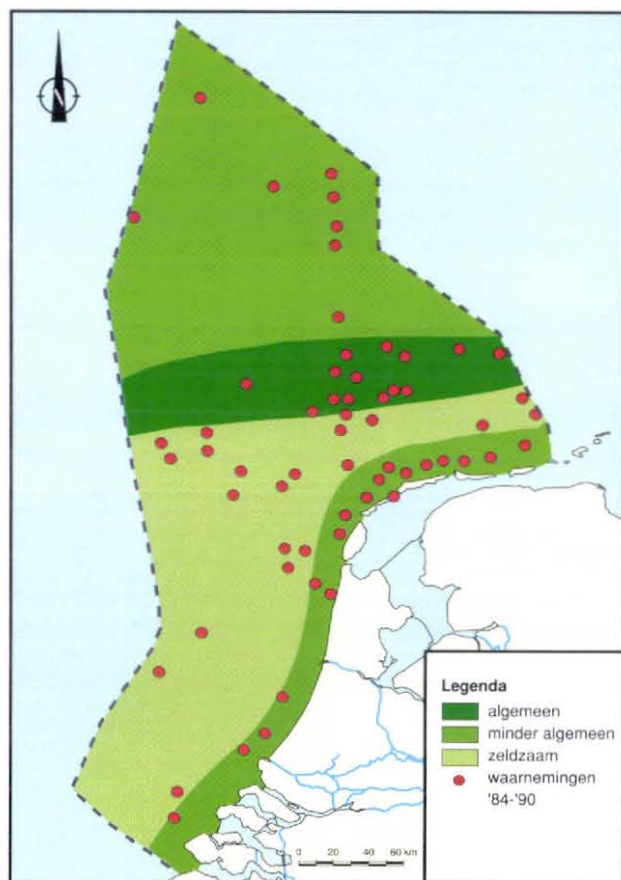 N
Legenda
algemeen
minder algemeen
zeldzaam
waarnemingen
'84-'90
0 20 40 60 km